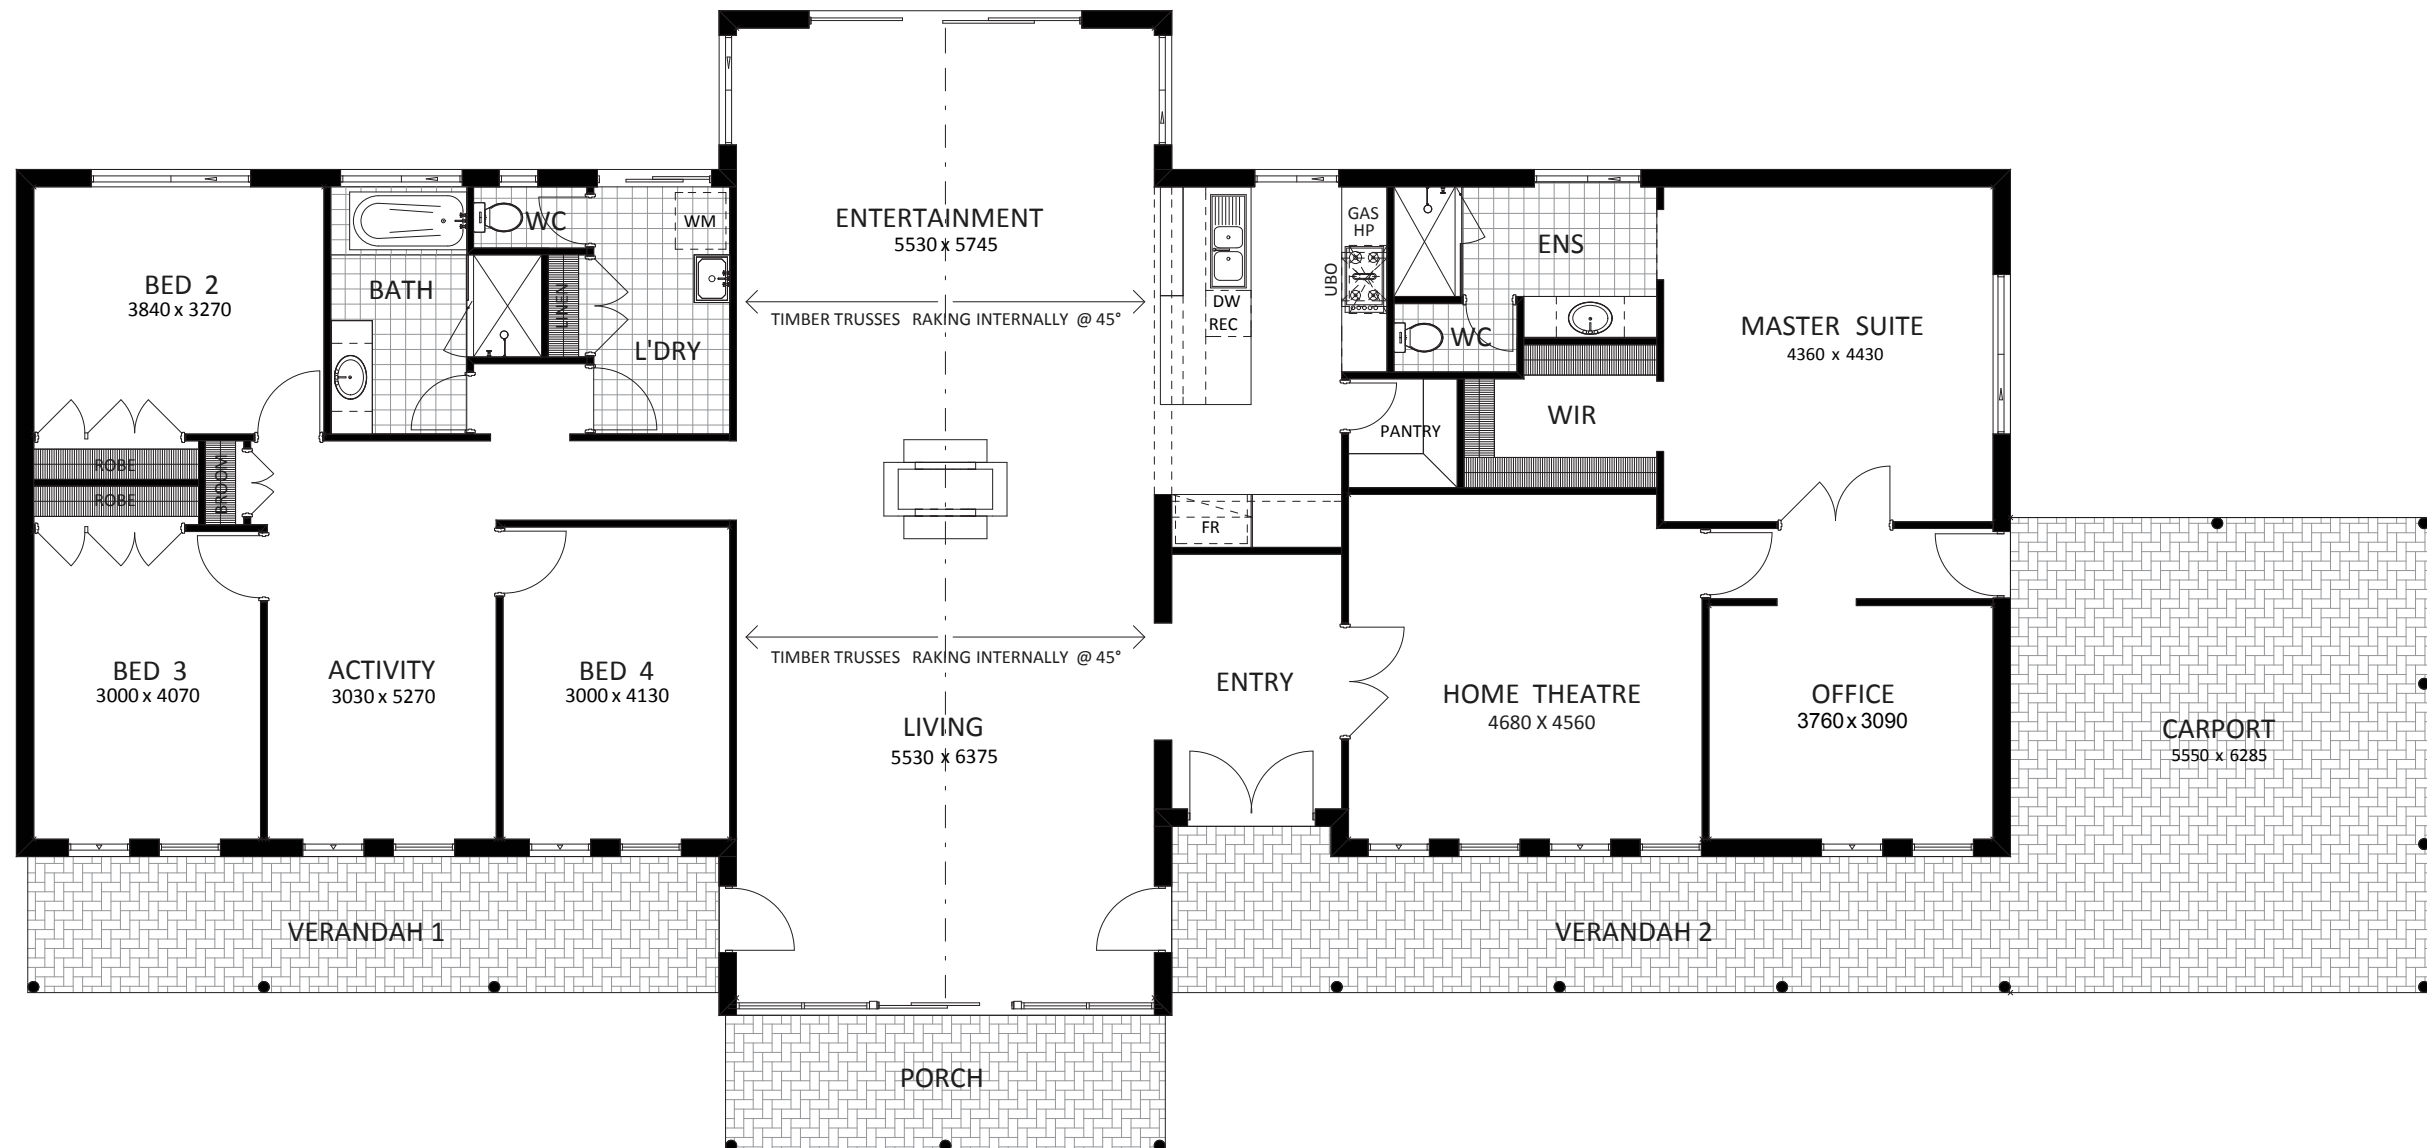 ENTERTAINMENT
5530 x 5745
TIMBER TRUSSES RAKING INTERNALLY @ 45°
BED 2
3840 x 3270
BATH
WC
WM
LINEN
L'DRY
ROBE
ROBE
BROOM
DW
REC
GAS
HP
UBO
ENS
WC
MASTER SUITE
4360 x 4430
WIR
PANTRY
FR
BED 3
3000 x 4070
ACTIVITY
3030 x 5270
BED 4
3000 x 4130
TIMBER TRUSSES RAKING INTERNALLY @ 45°
LIVING
5530 x 6375
ENTRY
HOME THEATRE
4680 X 4560
OFFICE
3760 x 3090
CARPORT
5550 x 6285
VERANDAH 1
VERANDAH 2
PORCH